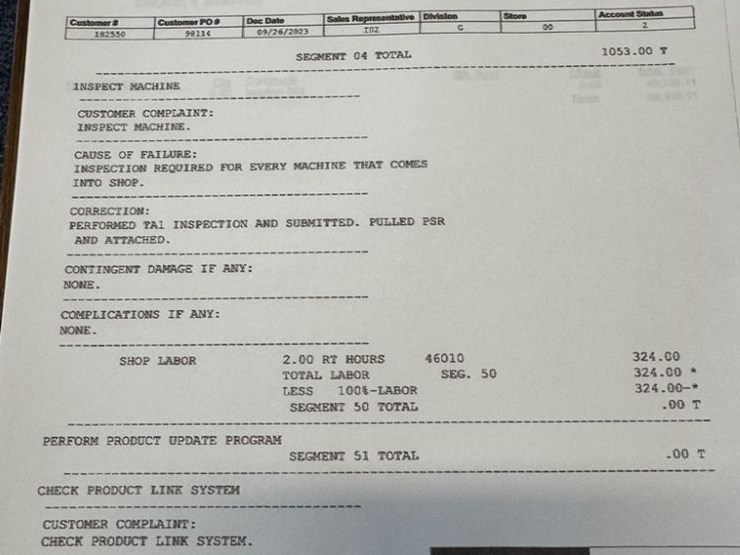 Customer # Customer PO # Doc Date Sales Representative Division Store Account Status
182550 98114 09/26/2023 I02 G 00 2
SEGMENT 04 TOTAL 1053.00 T
INSPECT MACHINE
CUSTOMER COMPLAINT:
INSPECT MACHINE.
CAUSE OF FAILURE:
INSPECTION REQUIRED FOR EVERY MACHINE THAT COMES
INTO SHOP.
CORRECTION:
PERFORMED TA1 INSPECTION AND SUBMITTED. PULLED PSR
AND ATTACHED.
CONTINGENT DAMAGE IF ANY:
NONE.
COMPLICATIONS IF ANY:
NONE.
SHOP LABOR 2.00 RT HOURS 46010 324.00
TOTAL LABOR SEG. 50 324.00 *
LESS 100%-LABOR 324.00-*
SEGMENT 50 TOTAL .00 T
PERFORM PRODUCT UPDATE PROGRAM
SEGMENT 51 TOTAL .00 T
CHECK PRODUCT LINK SYSTEM
CUSTOMER COMPLAINT:
CHECK PRODUCT LINK SYSTEM.